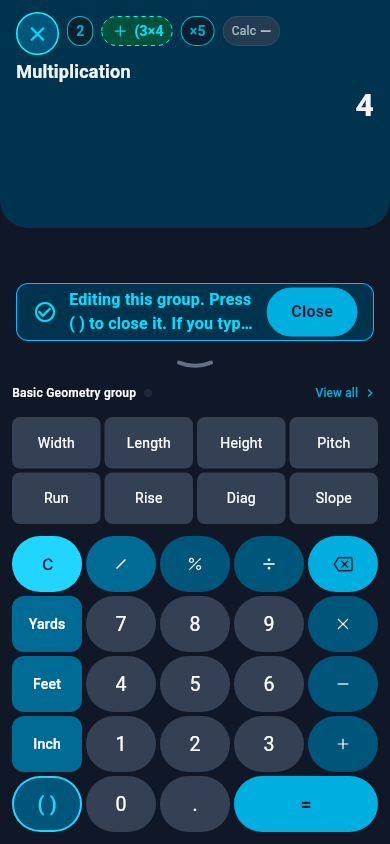 × 2 + (3×4 ×5 Calc —
Multiplication
4
Editing this group. Press
( ) to close it. If you typ...
Close
Basic Geometry group
View all >
Width Length Height Pitch
Run Rise Diag Slope
C / % ÷
Yards 7 8 9 ×
Feet 4 5 6 −
Inch 1 2 3 +
( ) 0 . =